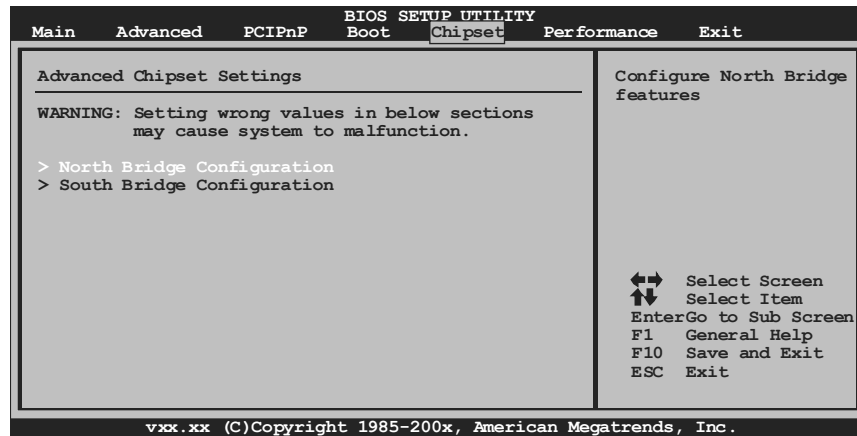 BIOS SETUP UTILITY
Main Advanced PCIPnP Boot Chipset Performance Exit
Advanced Chipset Settings
WARNING: Setting wrong values in below sections
may cause system to malfunction.
> North Bridge Configuration
> South Bridge Configuration
Configure North Bridge
features
Select Screen
Select Item
EnterGo to Sub Screen
F1 General Help
F10 Save and Exit
ESC Exit
vxx.xx (C)Copyright 1985-200x, American Megatrends, Inc.